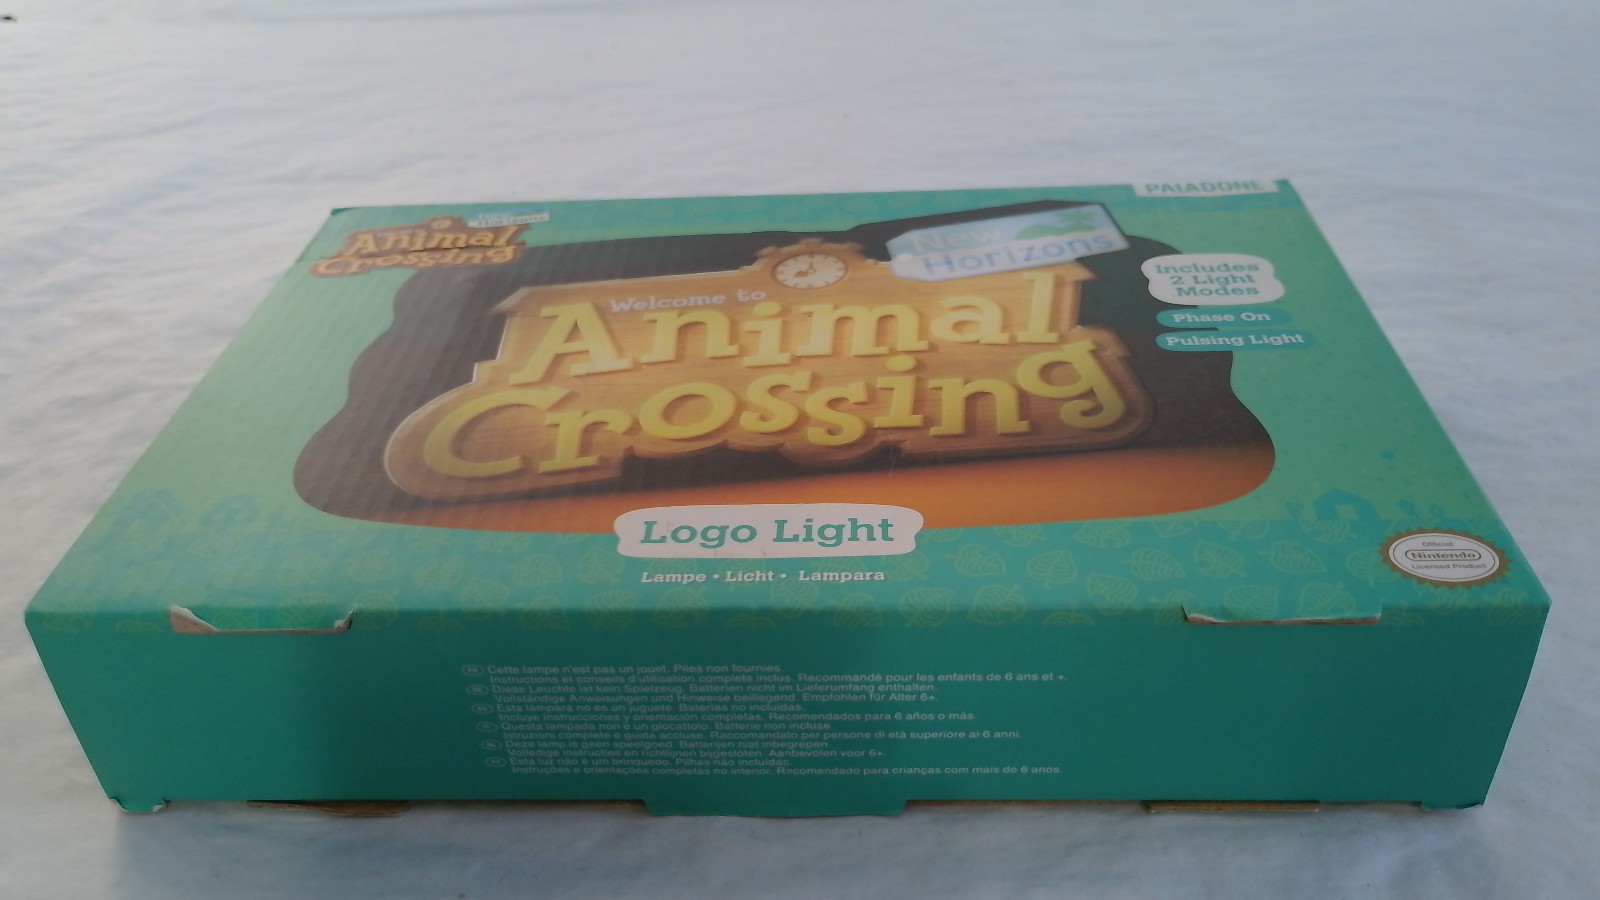 PALADONE
New
Horizons
Animal
Crossing
New
Horizons
Welcome to
Animal
Crossing
Includes
2 Light
Modes
Phase On
Pulsing Light
Logo Light
Lampe • Licht • Lampara
Official
Nintendo
Licensed Product
FR Cette lampe n'est pas un jouet. Piles non fournies.
Instructions et conseils d'utilisation complets inclus. Recommandé pour les enfants de 6 ans et +.
Diese Leuchte ist kein Spielzeug. Batterien nicht im Lieferumfang enthalten.
Vollständige Anweisungen und Hinweise beiliegend. Empfohlen für Alter 6+.
Esta lámpara no es un juguete. Baterías no incluidas.
Incluye instrucciones y orientación completas. Recomendados para 6 años o más.
Questa lampada non è un giocattolo. Batterie non incluse.
Istruzioni complete e guida accluse. Raccomandato per persone di età superiore ai 6 anni.
Deze lamp is geen speelgoed. Batterijen niet inbegrepen.
Volledige instructies en richtlijnen bijgesloten. Aanbevolen voor 6+.
Esta luz não é um brinquedo. Pilhas não incluídas.
Instruções e orientações completas no interior. Recomendado para crianças com mais de 6 anos.